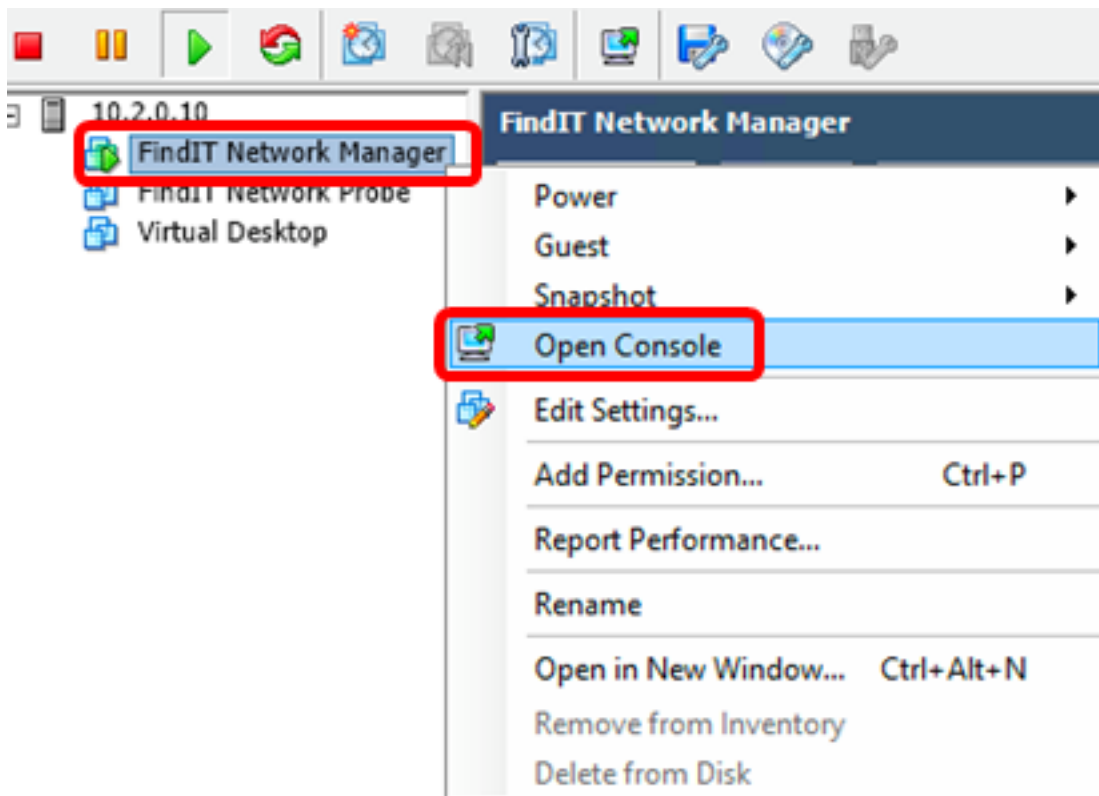 10.2.0.10
FindIT Network Manager
FindIT Network Probe
Virtual Desktop
FindIT Network Manager
Power
Guest
Snapshot
Open Console
Edit Settings...
Add Permission... Ctrl+P
Report Performance...
Rename
Open in New Window... Ctrl+Alt+N
Remove from Inventory
Delete from Disk